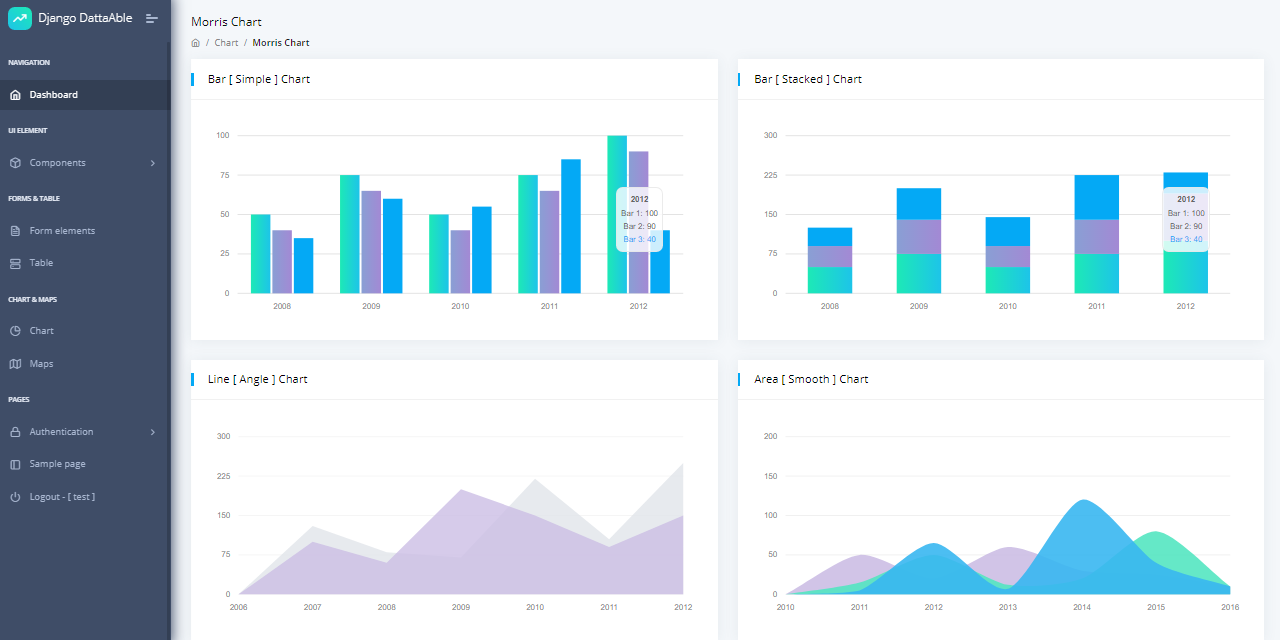 Django DattaAble
NAVIGATION
Dashboard
UI ELEMENT
Components
FORMS & TABLE
Form elements
Table
CHART & MAPS
Chart
Maps
PAGES
Authentication
Sample page
Logout - [ test ]
Morris Chart
/ Chart / Morris Chart
Bar [ Simple ] Chart
100
75
50
25
0
2008 2009 2010 2011 2012
2012
Bar 1: 100
Bar 2: 90
Bar 3: 40
Bar [ Stacked ] Chart
300
225
150
75
0
2008 2009 2010 2011 2012
2012
Bar 1: 100
Bar 2: 90
Bar 3: 40
Line [ Angle ] Chart
300
225
150
75
0
2006 2007 2008 2009 2010 2011 2012
Area [ Smooth ] Chart
200
150
100
50
0
2010 2011 2012 2013 2014 2015 2016